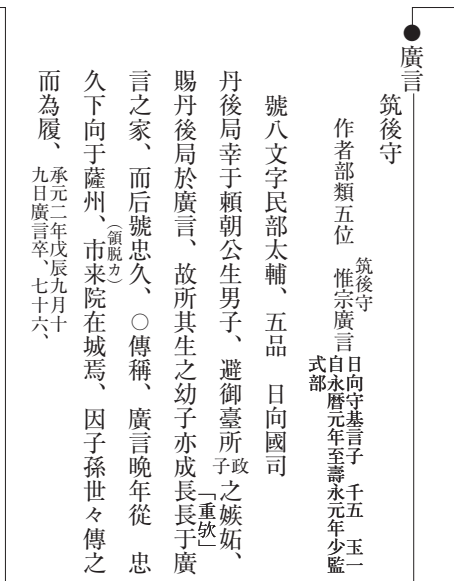 廣言
筑後守
作者部類五位 筑後守 惟宗廣言 日向守基言子 千五 玉一
自永暦元年至壽永元年少監
式部
號八文字民部太輔、五品 日向國司
丹後局幸于頼朝公生男子、避御臺所政子之嫉妬、
賜丹後局於廣言、故所其生之幼子亦成長長「重欤」于廣
言之家、而后號忠久、○傳稱、廣言晩年從 忠
久下向于薩州、(領脱カ)市来院在城焉、因子孫世々傳之
而為履、承元二年戊辰九月十
九日廣言卒、七十六、